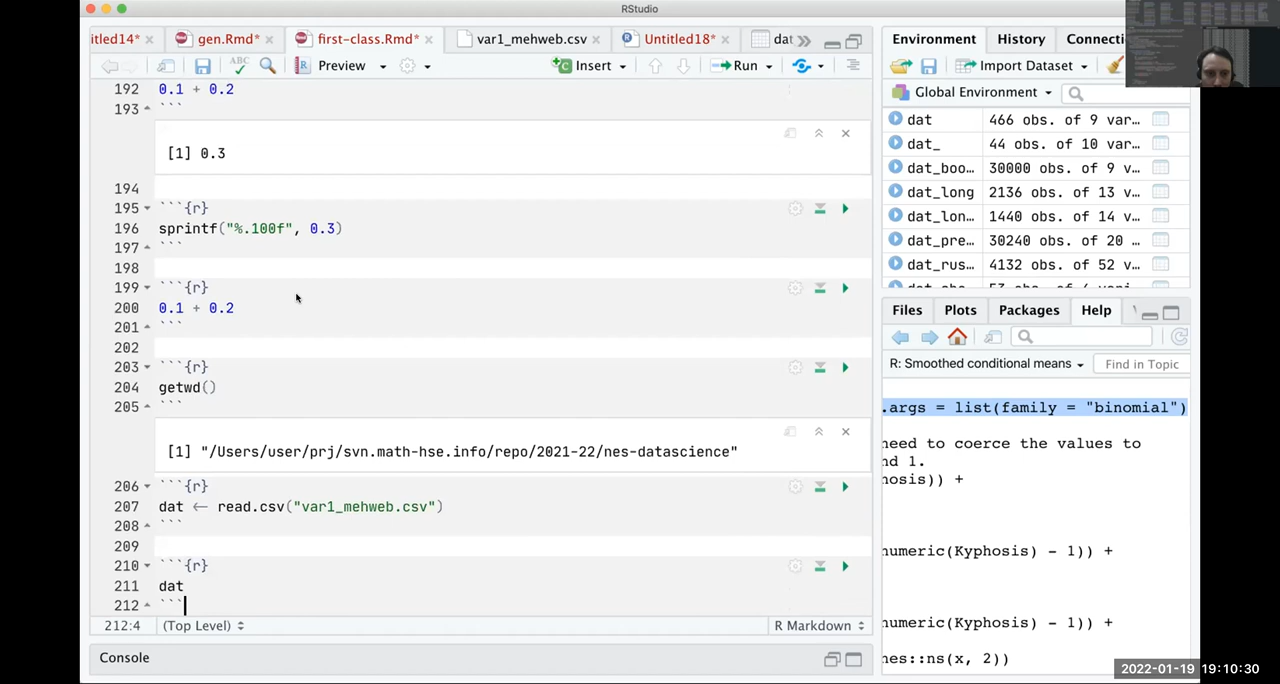 RStudio
itled14*
gen.Rmd*
first-class.Rmd*
var1_mehweb.csv
Untitled18*
dat
Environment
History
Connecti
ABC
Preview
Insert
Run
Import Dataset
Global Environment
192 0.1 + 0.2
193 ```
[1] 0.3
194
195 ```{r}
196 sprintf("%.100f", 0.3)
197 ```
198
199 ```{r}
200 0.1 + 0.2
201 ```
202
203 ```{r}
204 getwd()
205 ```
[1] "/Users/user/prj/svn.math-hse.info/repo/2021-22/nes-datascience"
206 ```{r}
207 dat <- read.csv("var1_mehweb.csv")
208 ```
209
210 ```{r}
211 dat
212 ```
212:4 (Top Level) R Markdown
Console
dat 466 obs. of 9 var…
dat_ 44 obs. of 10 var…
dat_boo… 30000 obs. of 9 v…
dat_long 2136 obs. of 13 v…
dat_lon… 1440 obs. of 14 v…
dat_pre… 30240 obs. of 20 …
dat_rus… 4132 obs. of 52 v…
Files Plots Packages Help
R: Smoothed conditional means Find in Topic
.args = list(family = "binomial")
need to coerce the values to
nd 1.
nosis)) +
numeric(Kyphosis) - 1)) +
numeric(Kyphosis) - 1)) +
nes::ns(x, 2))
2022-01-19 19:10:30